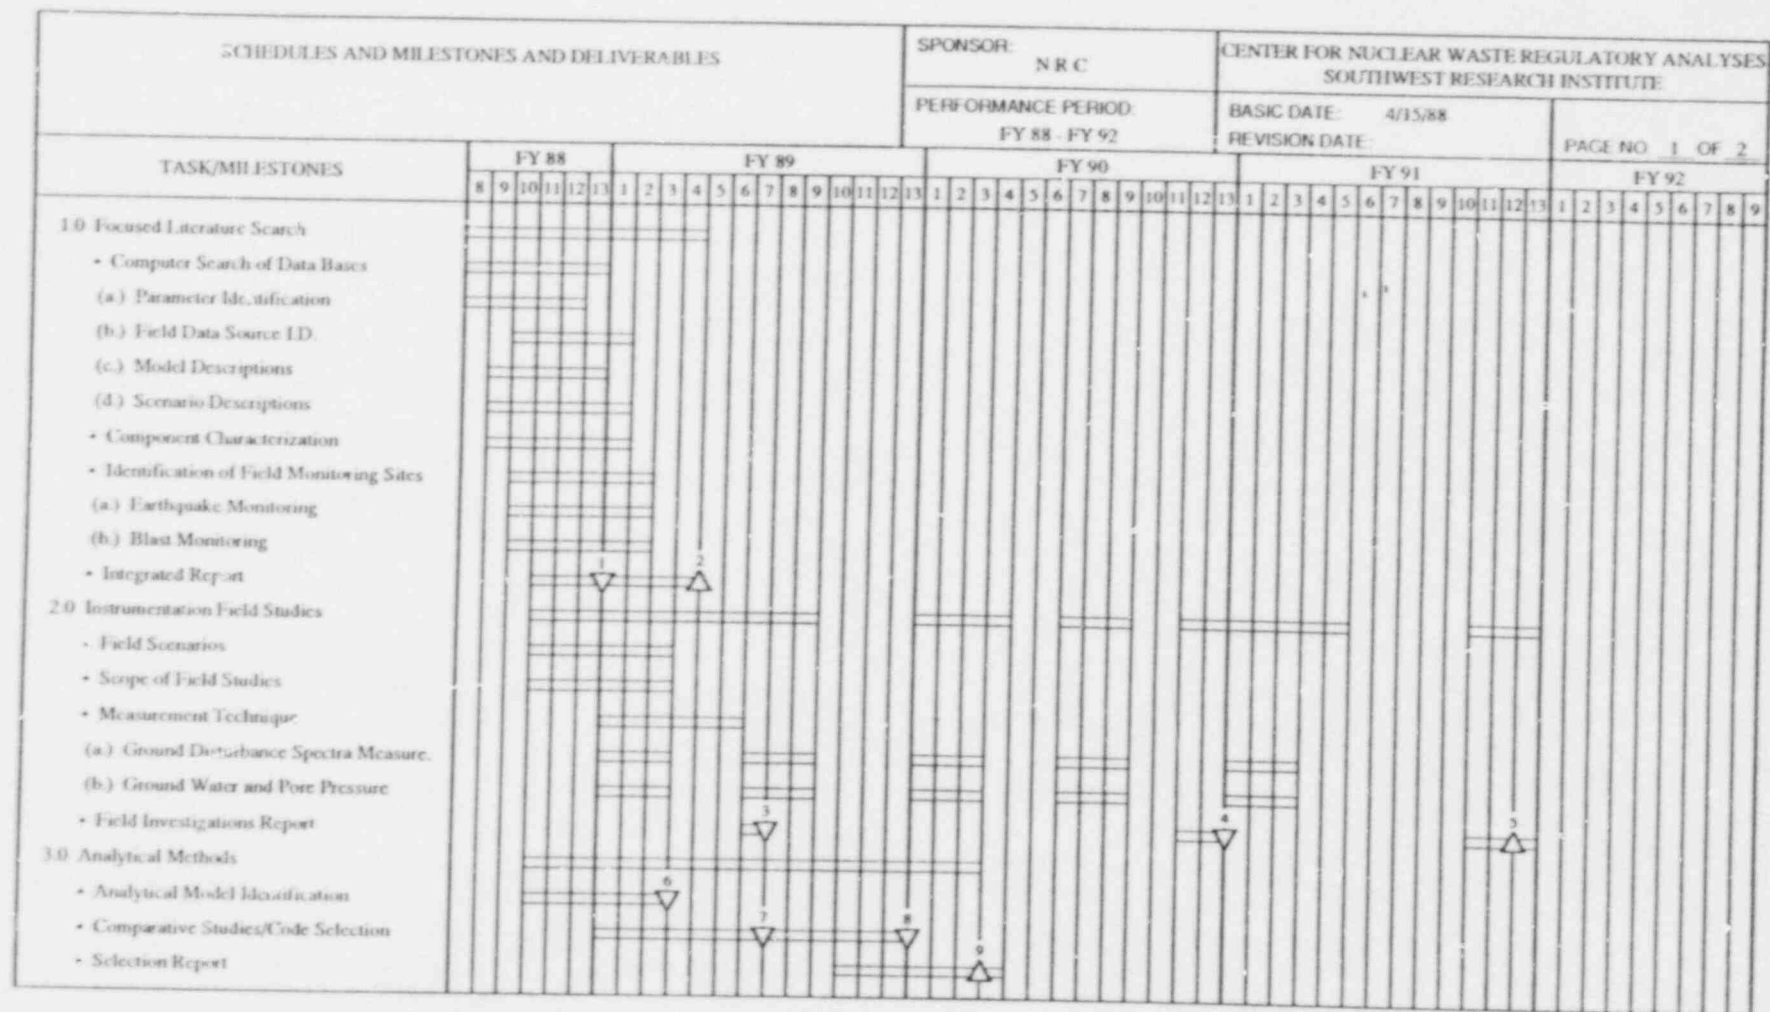 SCHEDULES AND MILESTONES AND DELIVERABLES
SPONSOR:
NRC
CENTER FOR NUCLEAR WASTE REGULATORY ANALYSES
SOUTHWEST RESEARCH INSTITUTE
PERFORMANCE PERIOD:
FY 88 - FY 92
BASIC DATE: 4/15/88
REVISION DATE:
PAGE NO 1 OF 2
TASK/MILESTONES
FY 88 FY 89 FY 90 FY 91 FY 92
8 9 10 11 12 13 1 2 3 4 5 6 7 8 9 10 11 12 13 1 2 3 4 5 6 7 8 9 10 11 12 13 1 2 3 4 5 6 7 8 9 10 11 12 13 1 2 3 4 5 6 7 8 9
1.0 Focused Literature Search
• Computer Search of Data Bases
(a.) Parameter Identification
(b.) Field Data Source I.D.
(c.) Model Descriptions
(d.) Scenario Descriptions
• Component Characterization
• Identification of Field Monitoring Sites
(a.) Earthquake Monitoring
(b.) Blast Monitoring
• Integrated Report 1 2
2.0 Instrumentation Field Studies
• Field Scenarios
• Scope of Field Studies
• Measurement Technique
(a.) Ground Disturbance Spectra Measure.
(b.) Ground Water and Pore Pressure
• Field Investigations Report 3 4 5
3.0 Analytical Methods
• Analytical Model Identification 6
• Comparative Studies/Code Selection 7 8
• Selection Report 9